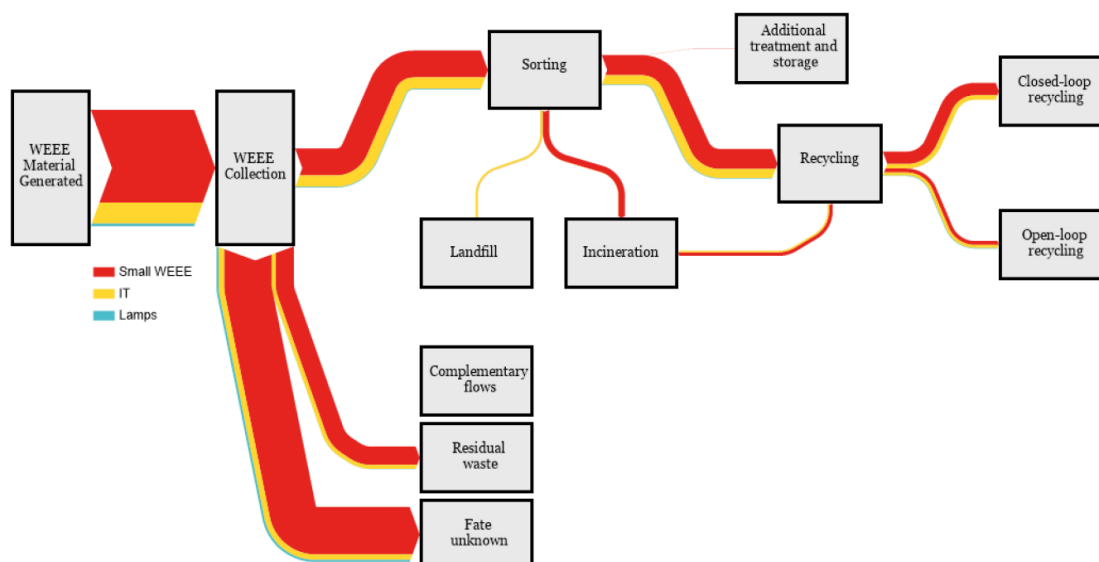 WEEE
Material
Generated
WEEE
Collection
Sorting
Additional
treatment and
storage
Closed-loop
recycling
Recycling
Open-loop
recycling
Landfill
Incineration
Small WEEE
IT
Lamps
Complementary
flows
Residual
waste
Fate
unknown